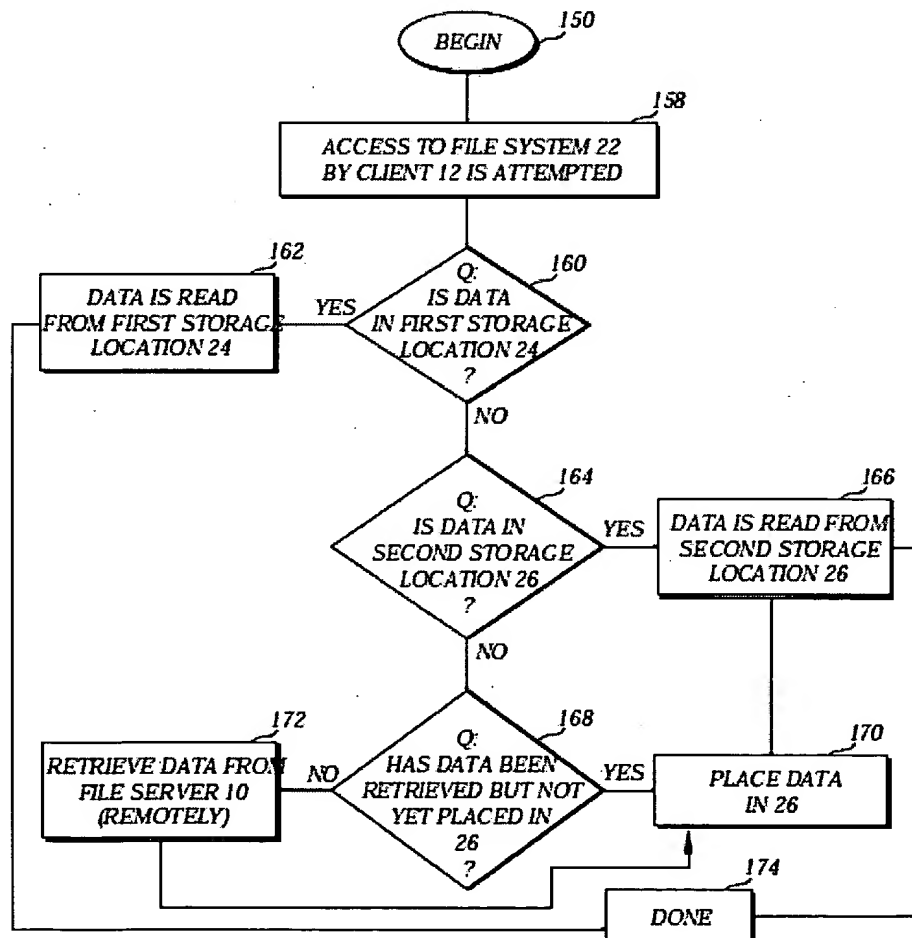 150
BEGIN
158
ACCESS TO FILE SYSTEM 22
BY CLIENT 12 IS ATTEMPTED
162
DATA IS READ
FROM FIRST STORAGE
LOCATION 24
YES
160
Q:
IS DATA
IN FIRST STORAGE
LOCATION 24
?
NO
164
Q:
IS DATA IN
SECOND STORAGE
LOCATION 26
?
YES
166
DATA IS READ FROM
SECOND STORAGE
LOCATION 26
NO
172
RETRIEVE DATA FROM
FILE SERVER 10
(REMOTELY)
NO
168
Q:
HAS DATA BEEN
RETRIEVED BUT NOT
YET PLACED IN
26
?
YES
170
PLACE DATA
IN 26
174
DONE